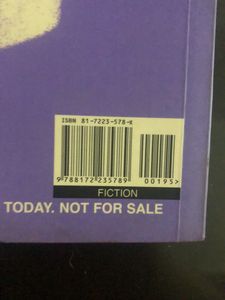 ISBN 81-7223-578-X
9 788172 235789 00195>
FICTION
TODAY. NOT FOR SALE